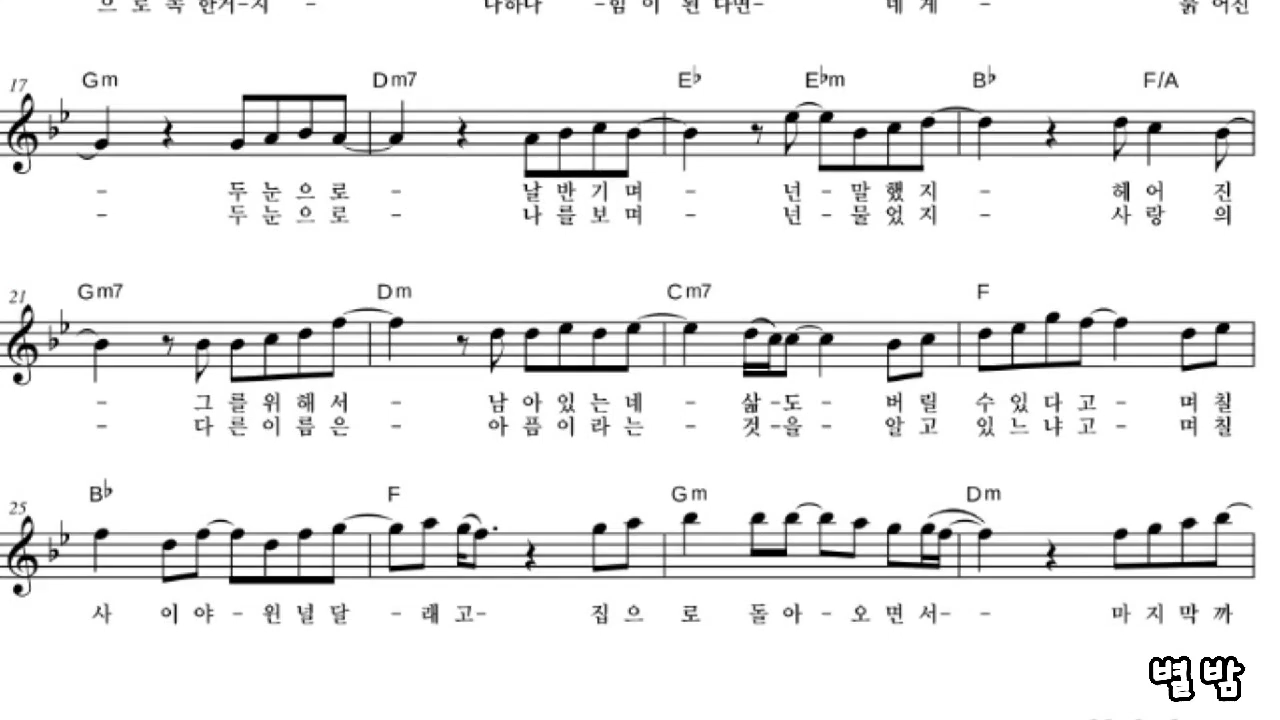 17 Gm Dm7 E♭ E♭m B♭ F/A
- 두 눈 으 로 - 날 반 기 며 - 넌 - 말 했 지 - 헤 어 진
- 두 눈 으 로 - 나 를 보 며 - 넌 - 물 었 지 - 사 랑 의
21 Gm7 Dm Cm7 F
- 그 를 위 해 서 - 남 아 있 는 네 - 삶 -도 - 버 릴 수 있 다 고 - 며 칠
- 다 른 이 름 은 - 아 픔 이 라 는 - 것 -을 - 알 고 있 느 냐 고 - 며 칠
25 B♭ F Gm Dm
사 이 야 - 윈 널 달 - 래 고- 집 으 로 돌 아 - 오 면 서- - 마 지 막 까
별밤